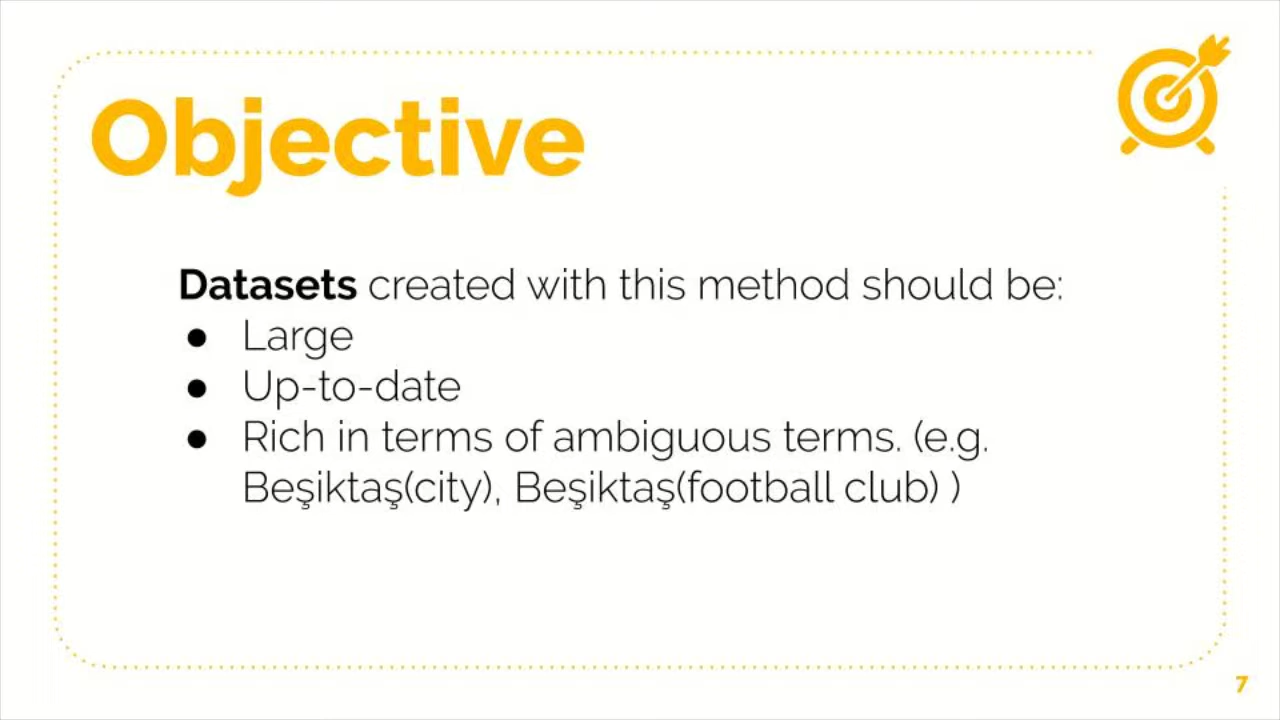 Objective
Datasets created with this method should be:
● Large
● Up-to-date
● Rich in terms of ambiguous terms. (e.g.
Beşiktaş(city), Beşiktaş(football club) )
7